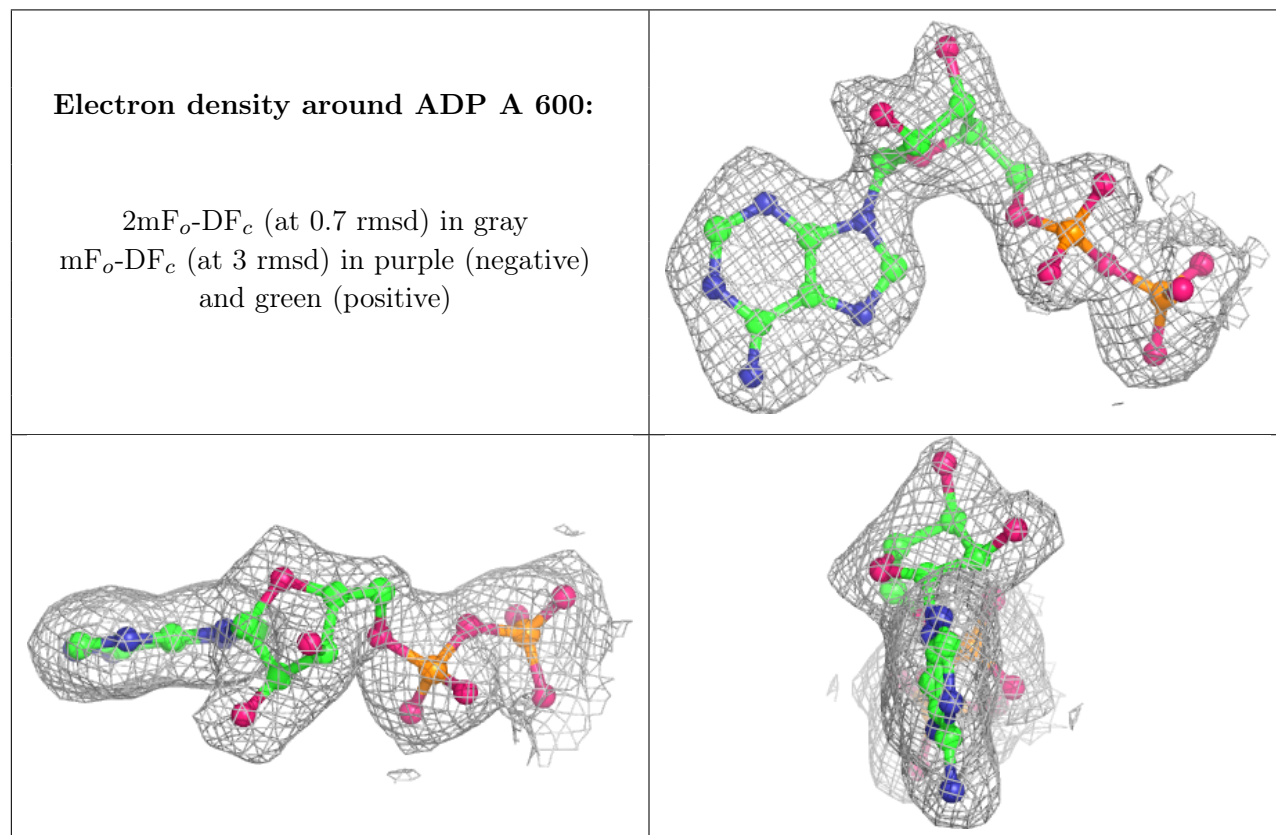 Electron density around ADP A 600:
2mFo-DFc (at 0.7 rmsd) in gray
mFo-DFc (at 3 rmsd) in purple (negative)
and green (positive)